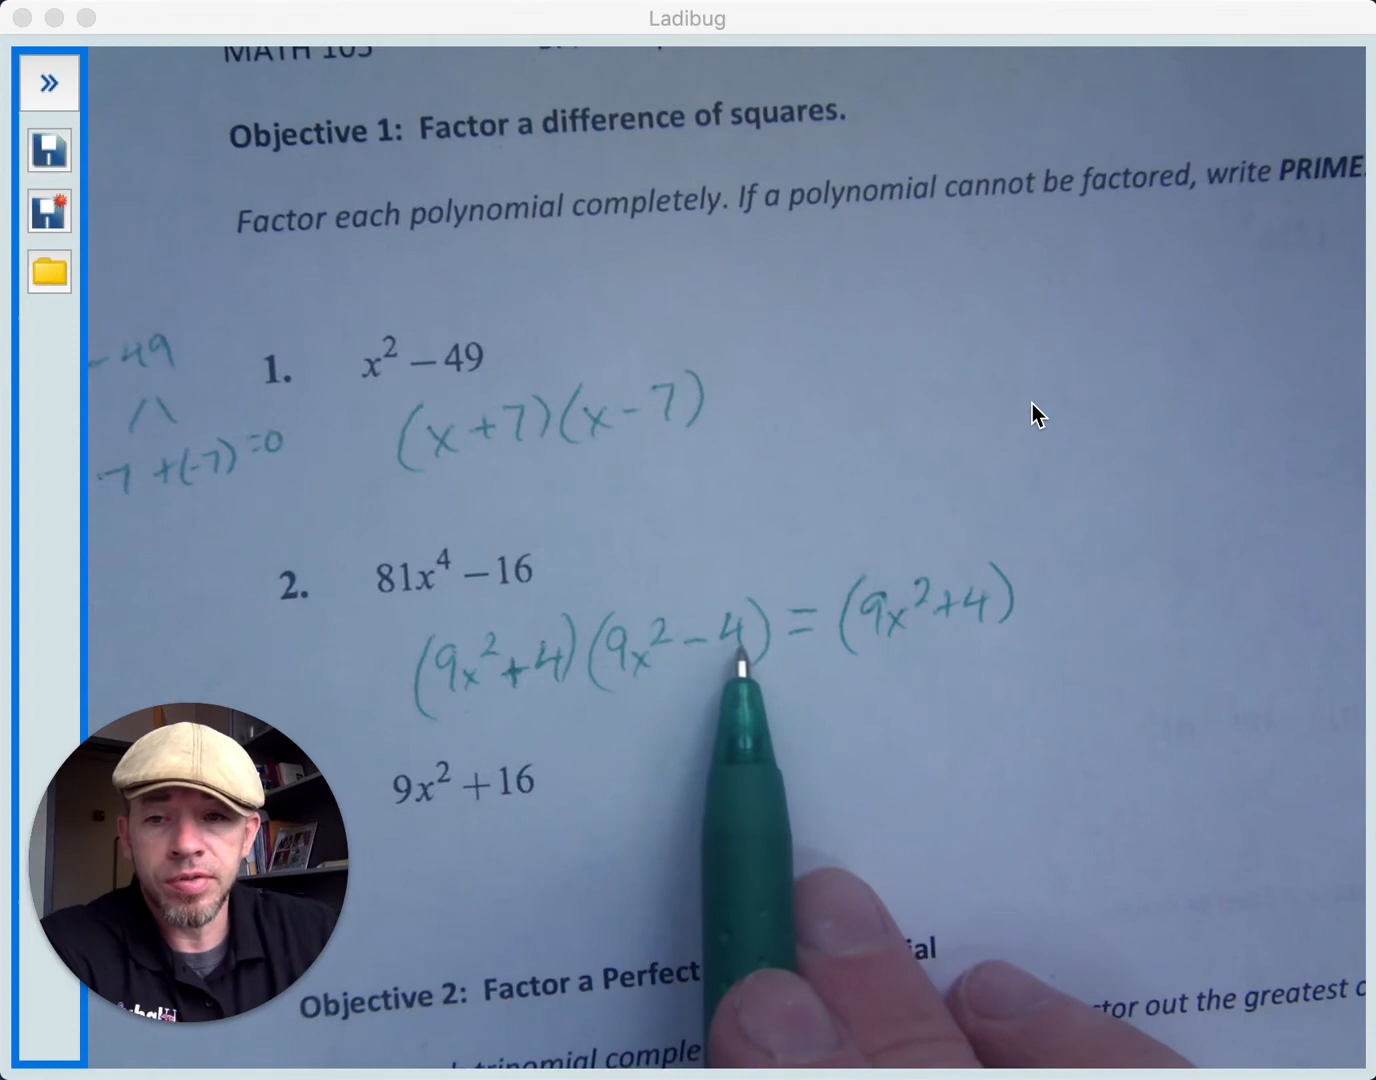 Ladibug
MATH 105
Objective 1: Factor a difference of squares.
Factor each polynomial completely. If a polynomial cannot be factored, write PRIME.
-49
7 +(-7) =0
1. x² – 49
(x+7)(x-7)
2. 81x⁴ – 16
(9x²+4)(9x²-4) = (9x²+4)
9x² + 16
Objective 2: Factor a Perfect
tor out the greatest
comple